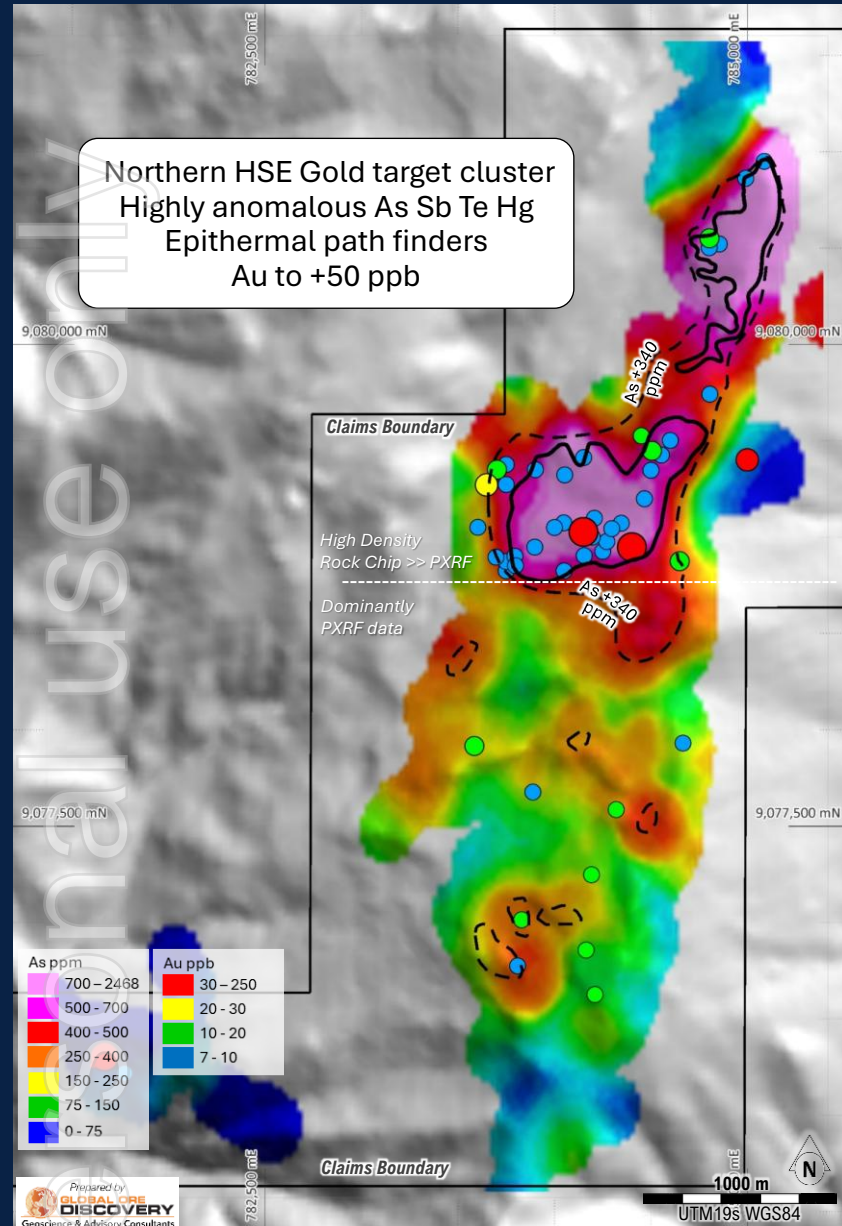 782,500 mE
785,000 mE
Northern HSE Gold target cluster
Highly anomalous As Sb Te Hg
Epithermal path finders
Au to +50 ppb
9,080,000 mN
9,080,000 mN
As +340
ppm
Claims Boundary
High Density
Rock Chip >> PXRF
As +340
ppm
Dominantly
PXRF data
9,077,500 mN
9,077,500 mN
As ppm
700 – 2468
500 - 700
400 - 500
250 - 400
150 - 250
75 - 150
0 - 75
Au ppb
30 – 250
20 - 30
10 - 20
7 - 10
782,500 mE
Claims Boundary
N
1000 m
UTM19s WGS84
Prepared by
GLOBAL ORE
DISCOVERY
Geoscience & Advisory Consultants
sonal use only